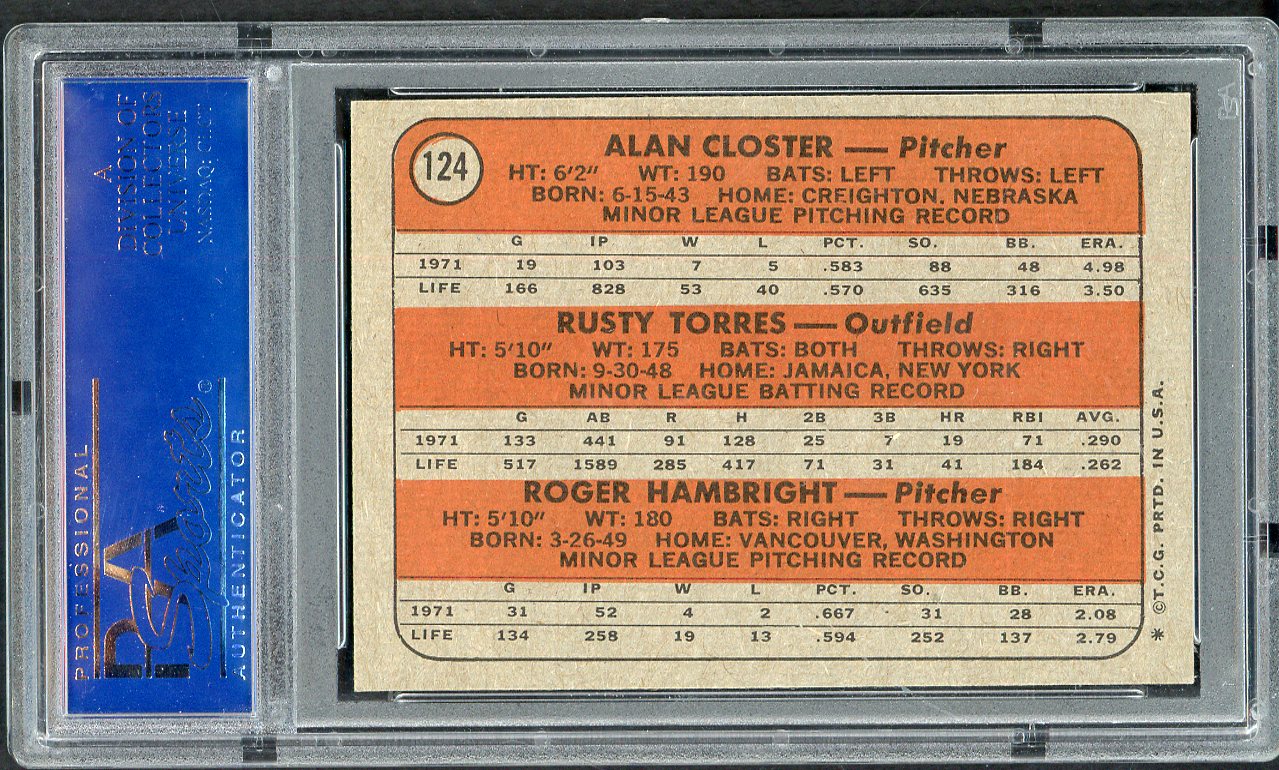 124
ALAN CLOSTER — Pitcher
HT: 6'2" WT: 190 BATS: LEFT THROWS: LEFT
BORN: 6-15-43 HOME: CREIGHTON, NEBRASKA
MINOR LEAGUE PITCHING RECORD
G IP W L PCT. SO. BB. ERA.
1971 19 103 7 5 .583 88 48 4.98
LIFE 166 828 53 40 .570 635 316 3.50
RUSTY TORRES — Outfield
HT: 5'10" WT: 175 BATS: BOTH THROWS: RIGHT
BORN: 9-30-48 HOME: JAMAICA, NEW YORK
MINOR LEAGUE BATTING RECORD
G AB R H 2B 3B HR RBI AVG.
1971 133 441 91 128 25 7 19 71 .290
LIFE 517 1589 285 417 71 31 41 184 .262
ROGER HAMBRIGHT — Pitcher
HT: 5'10" WT: 180 BATS: RIGHT THROWS: RIGHT
BORN: 3-26-49 HOME: VANCOUVER, WASHINGTON
MINOR LEAGUE PITCHING RECORD
G IP W L PCT. SO. BB. ERA.
1971 31 52 4 2 .667 31 28 2.08
LIFE 134 258 19 13 .594 252 137 2.79
* ©T.C.G. PRTD. IN U.S.A.
PROFESSIONAL
PSA
Sports
AUTHENTICATOR
A
DIVISION OF
COLLECTORS
UNIVERSE
NASDAQ: CLCT
PSA